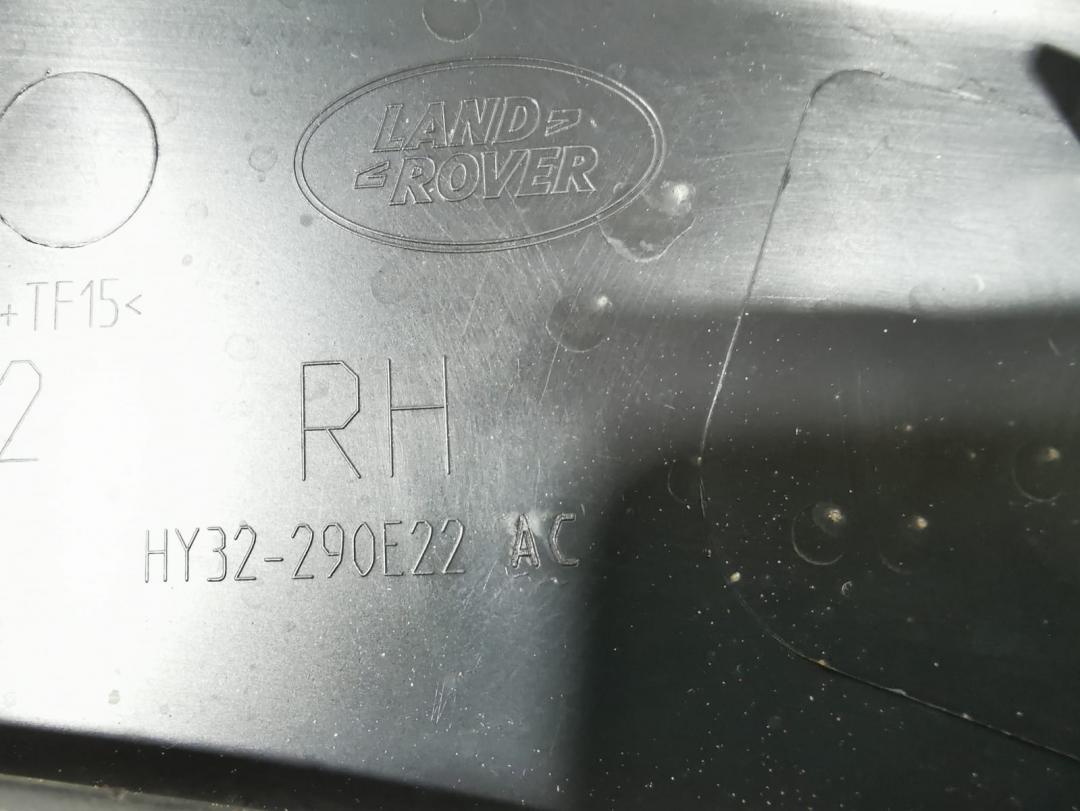 LAND
ROVER
+TF15<
2
RH
HY32-290E22 AC